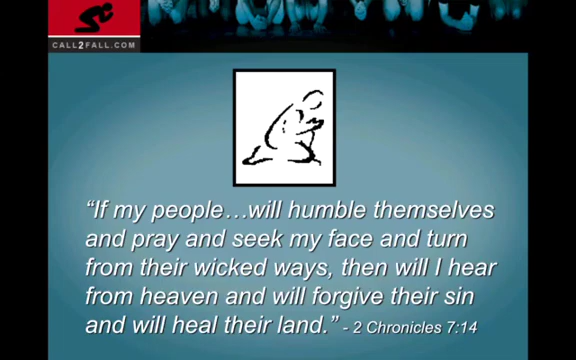 CALL2FALL.COM
“If my people…will humble themselves
and pray and seek my face and turn
from their wicked ways, then will I hear
from heaven and will forgive their sin
and will heal their land.” - 2 Chronicles 7:14